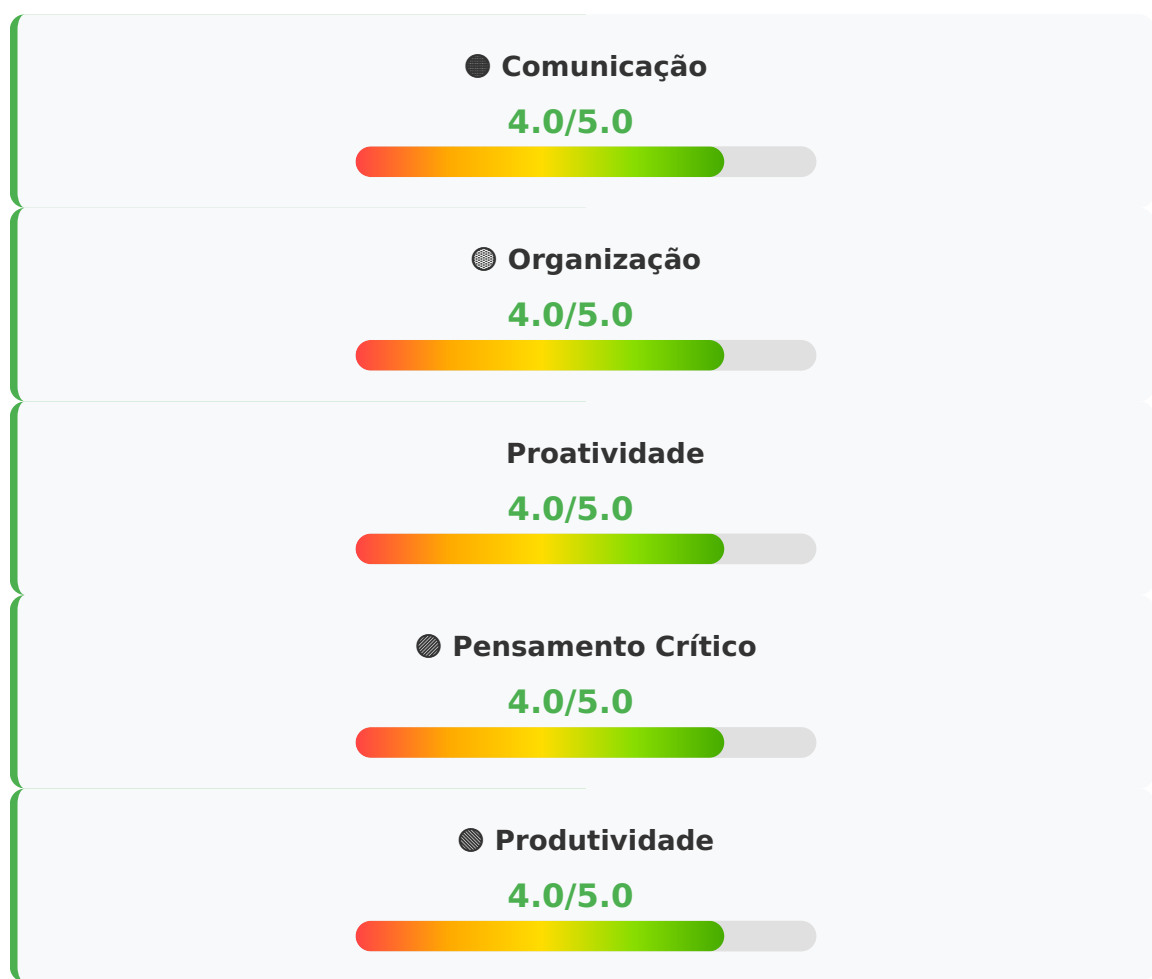 Comunicação
4.0/5.0
Organização
4.0/5.0
Proatividade
4.0/5.0
Pensamento Crítico
4.0/5.0
Produtividade
4.0/5.0